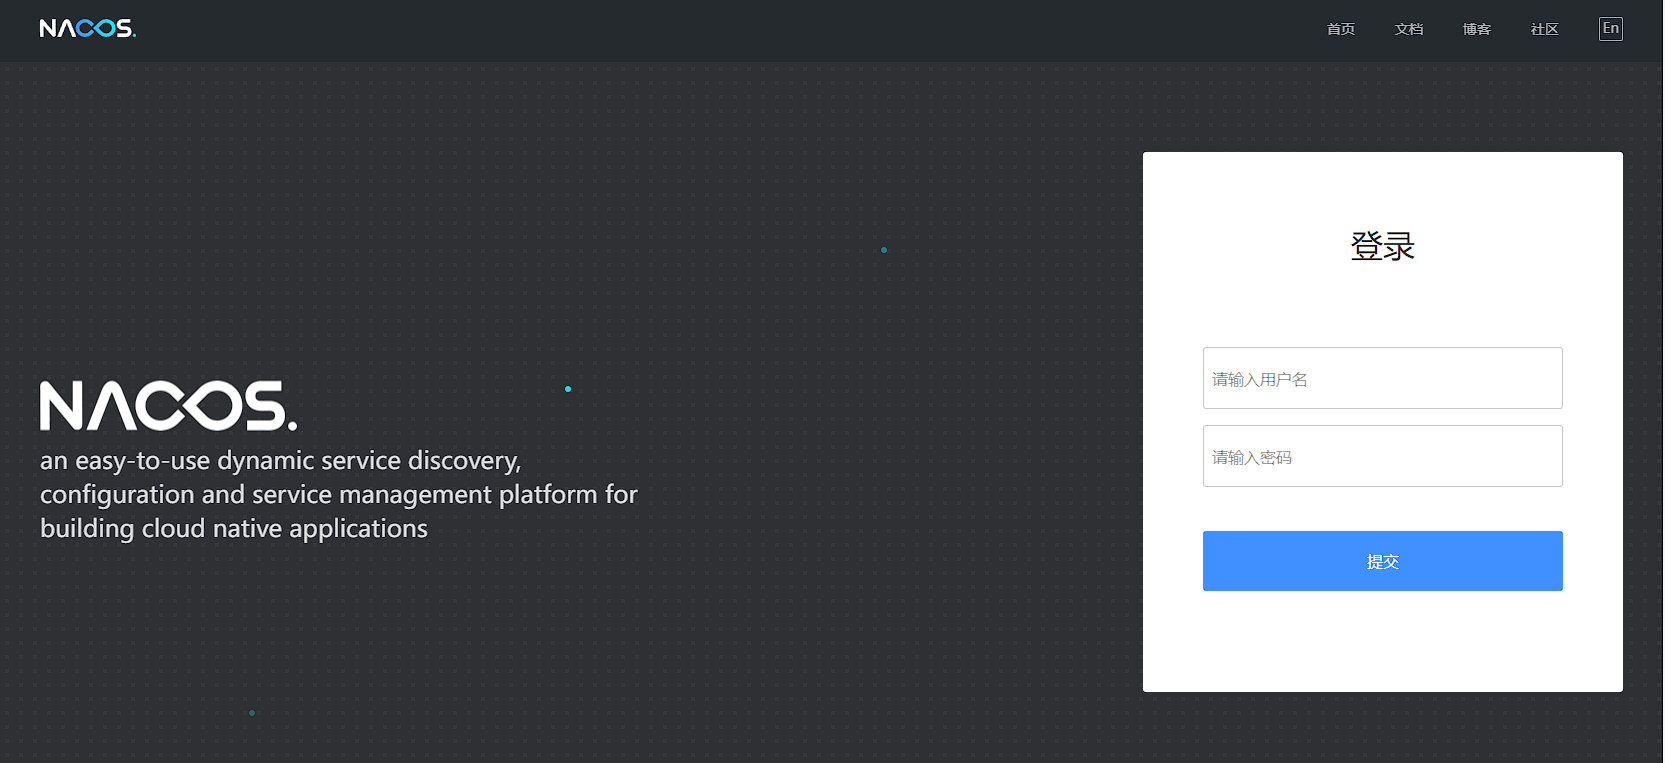 NACOS.
首页 文档 博客 社区 En
登录
请输入用户名
请输入密码
提交
NACOS.
an easy-to-use dynamic service discovery,
configuration and service management platform for
building cloud native applications